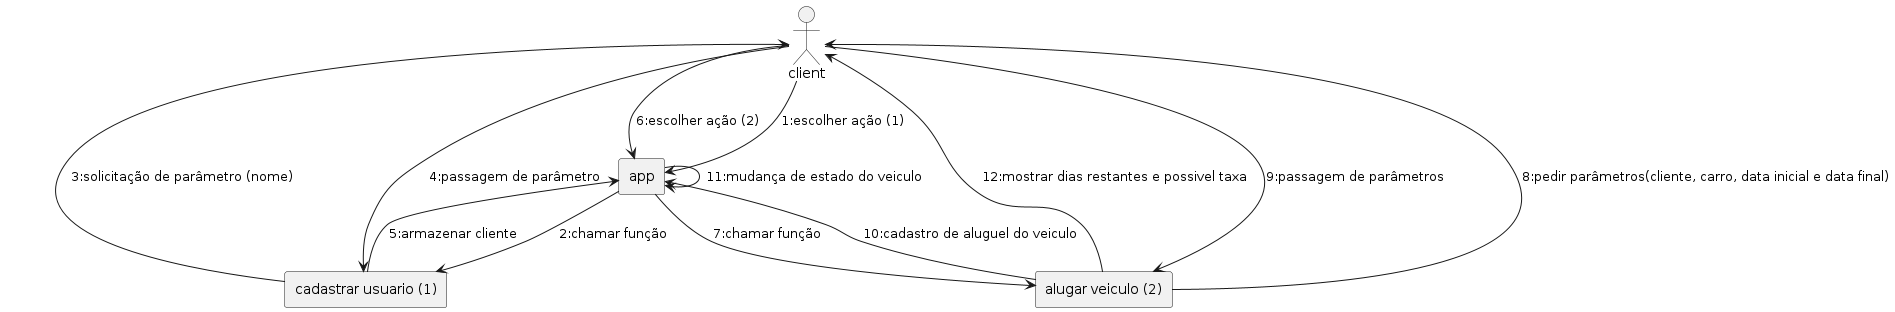 client
6:escolher ação (2)
1:escolher ação (1)
3:solicitação de parâmetro (nome)
4:passagem de parâmetro
app
11:mudança de estado do veiculo
12:mostrar dias restantes e possivel taxa
9:passagem de parâmetros
8:pedir parâmetros(cliente, carro, data inicial e data final)
5:armazenar cliente
2:chamar função
7:chamar função
10:cadastro de aluguel do veiculo
cadastrar usuario (1)
alugar veiculo (2)